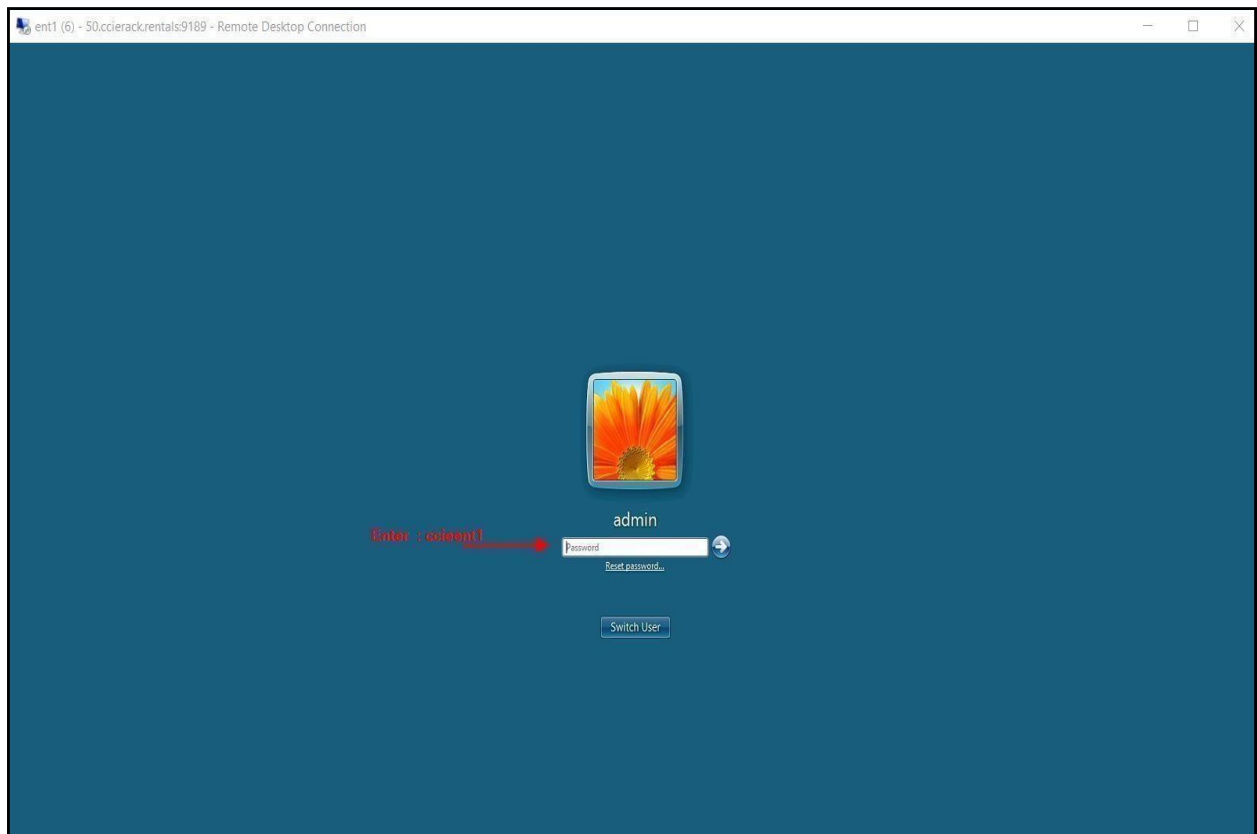 ent1 (6) - 50.ccierack.rentals:9189 - Remote Desktop Connection
admin
Enter : ccieent1
Password
Reset password...
Switch User